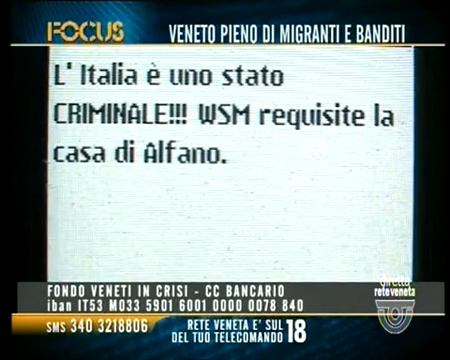 FOCUS
VENETO PIENO DI MIGRANTI E BANDITI
L' Italia è uno stato
CRIMINALE!!! WSM requisite la
casa di Alfano.
diretta
reteveneta
FONDO VENETI IN CRISI - CC BANCARIO
iban IT53 M033 5901 6001 0000 0078 840
SMS 340 3218806
RETE VENETA E' SUL 18
DEL TUO TELECOMANDO